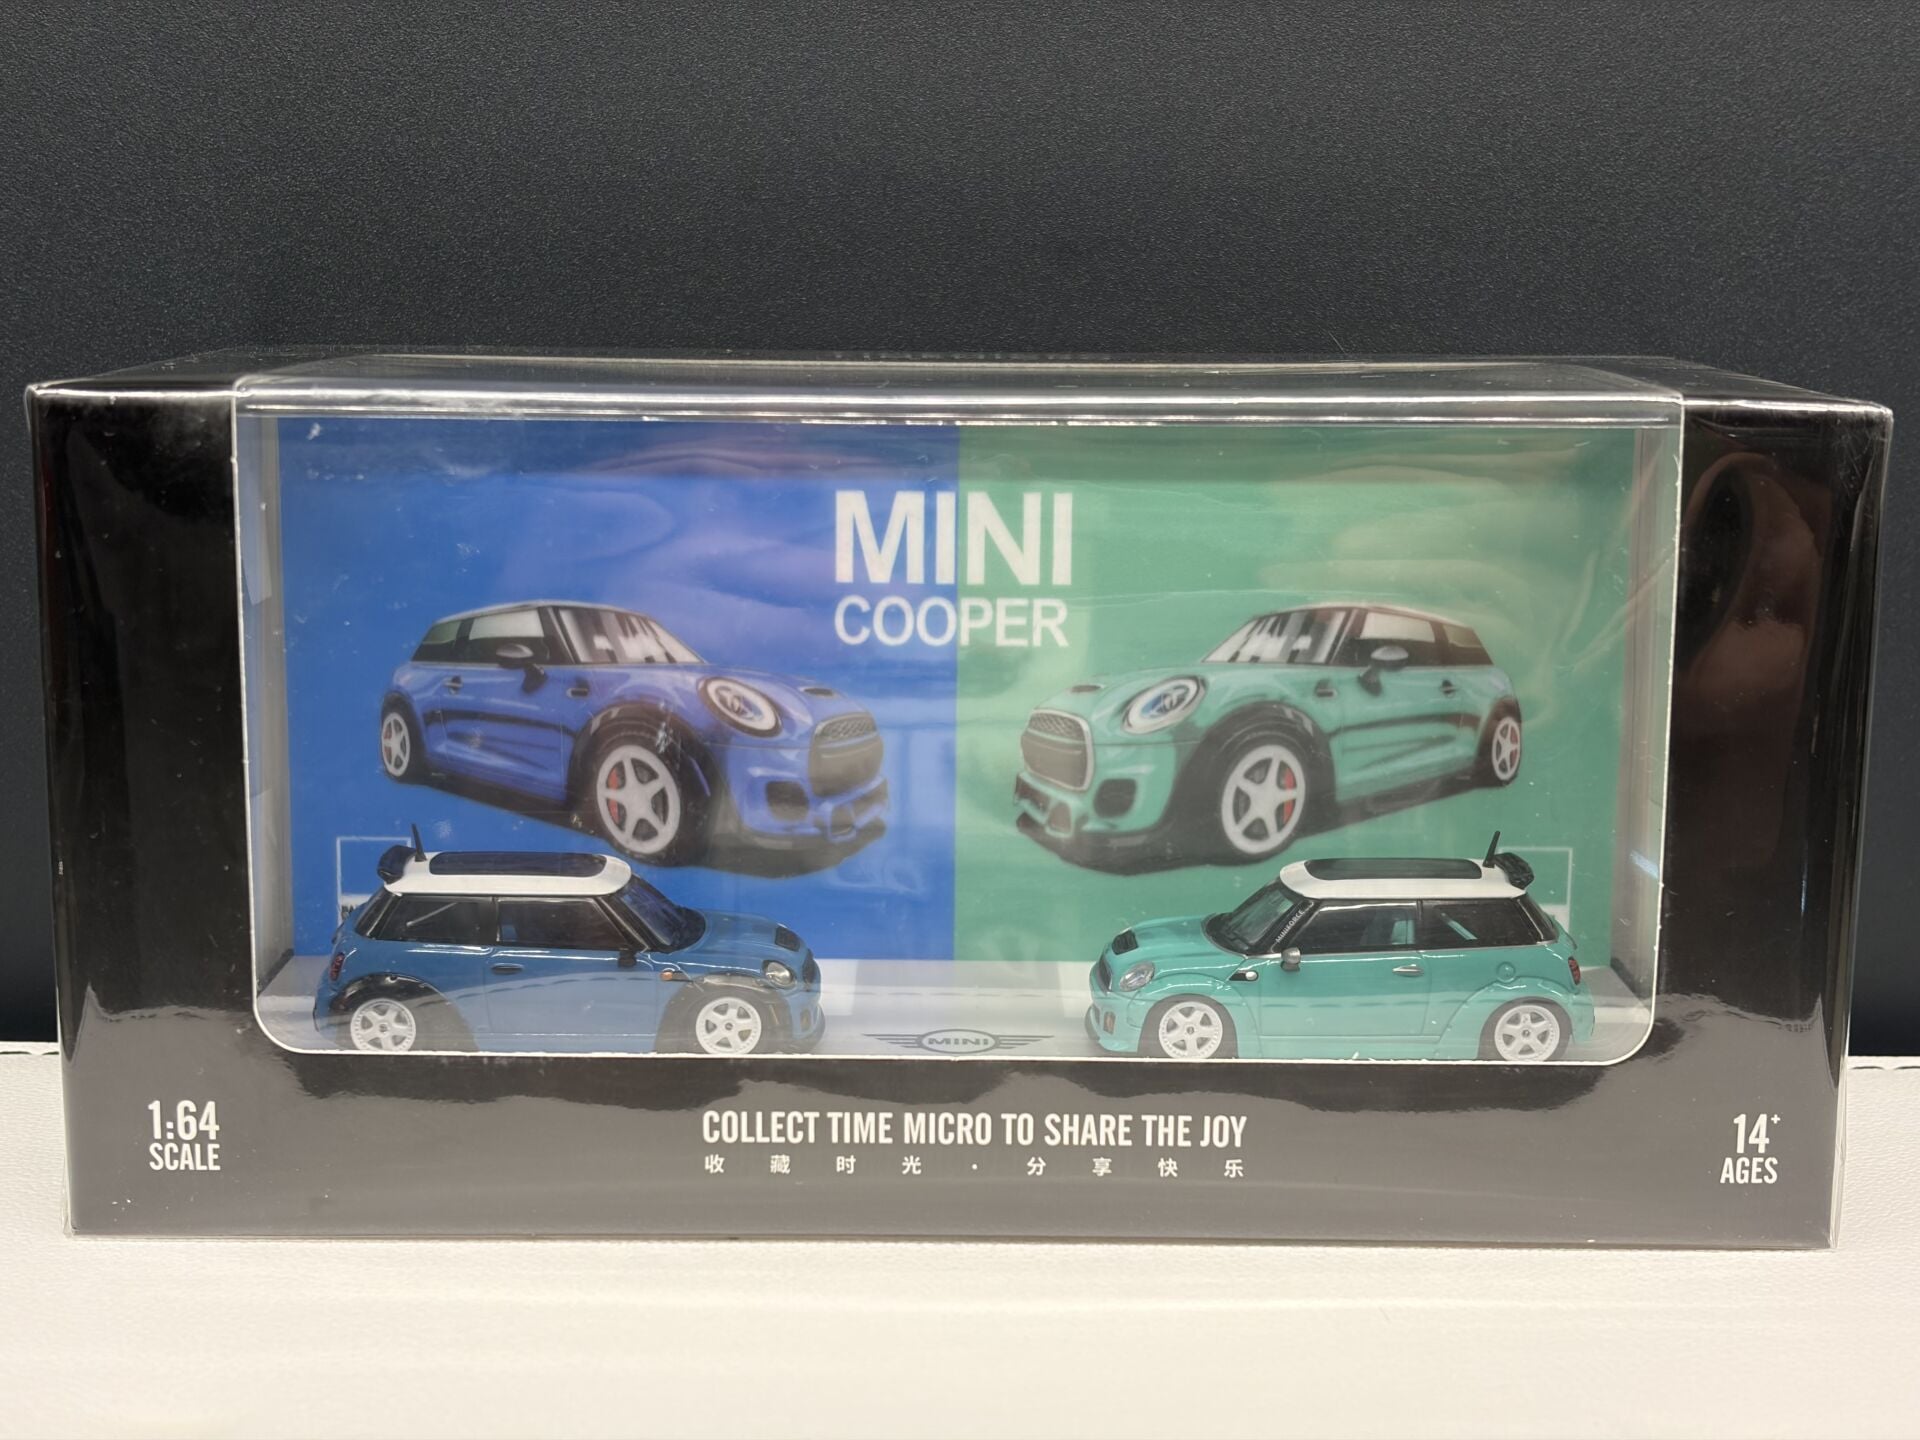 MINI
COOPER
MINIFORCE
MINI
1:64
SCALE
COLLECT TIME MICRO TO SHARE THE JOY
收藏时光·分享快乐
14+
AGES